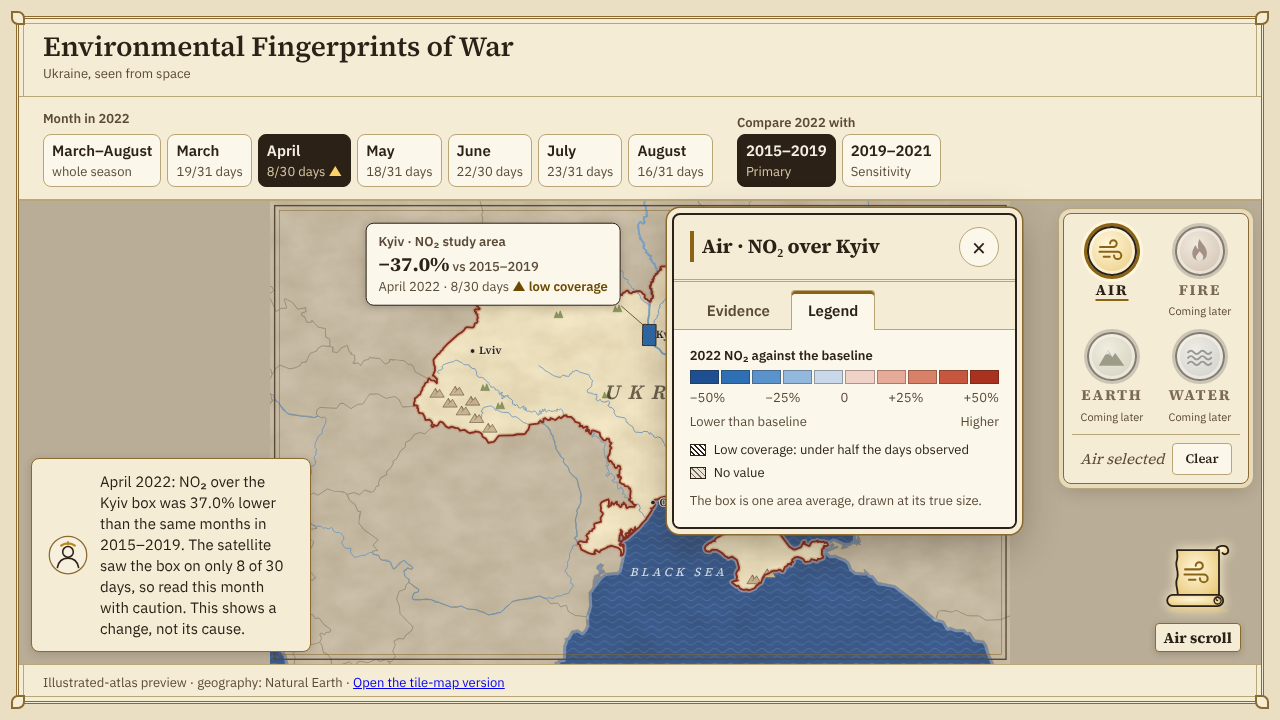 Environmental Fingerprints of War
Ukraine, seen from space
Month in 2022
March–August
whole season
March
19/31 days
April
8/30 days
May
18/31 days
June
22/30 days
July
23/31 days
August
16/31 days
Compare 2022 with
2015–2019
Primary
2019–2021
Sensitivity
Kyiv · NO₂ study area
−37.0% vs 2015–2019
April 2022 · 8/30 days ▲ low coverage
Lviv
BLACK SEA
Air · NO₂ over Kyiv
×
Evidence
Legend
2022 NO₂ against the baseline
−50% −25% 0 +25% +50%
Lower than baseline Higher
Low coverage: under half the days observed
No value
The box is one area average, drawn at its true size.
AIR
FIRE
Coming later
EARTH
Coming later
WATER
Coming later
Air selected
Clear
April 2022: NO₂ over the
Kyiv box was 37.0% lower
than the same months in
2015–2019. The satellite
saw the box on only 8 of 30
days, so read this month
with caution. This shows a
change, not its cause.
Air scroll
Illustrated-atlas preview · geography: Natural Earth · Open the tile-map version